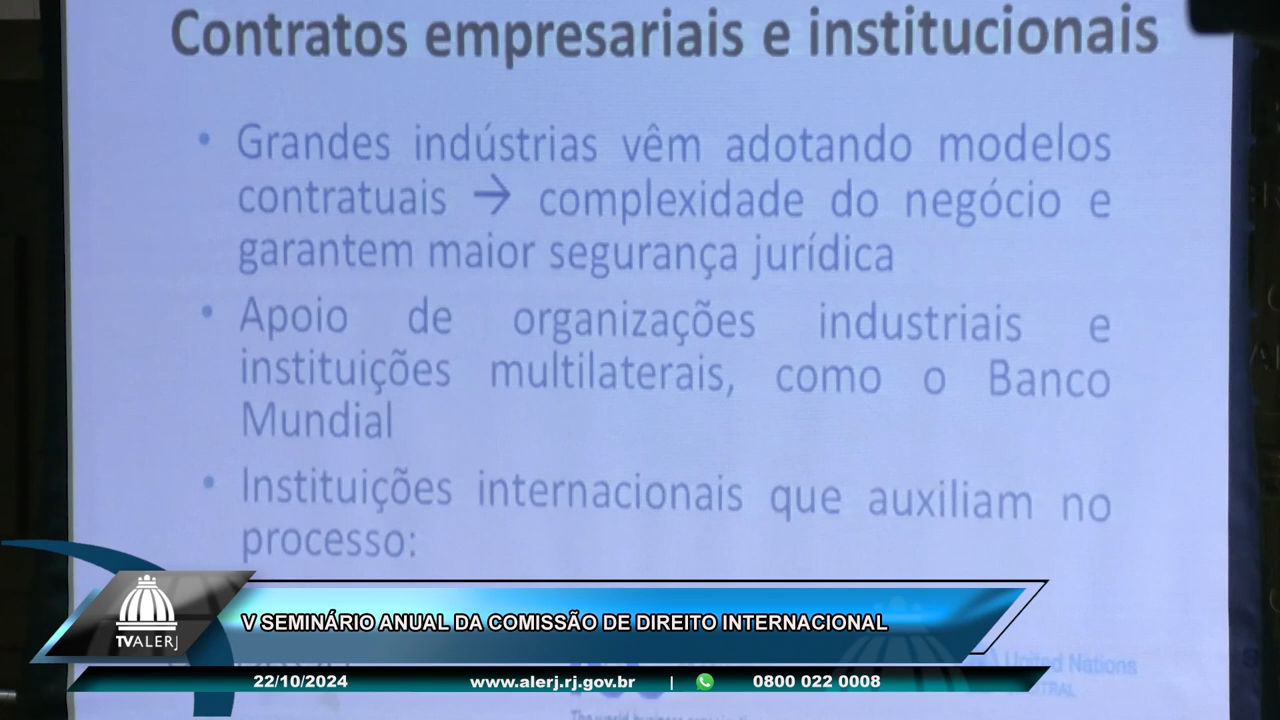 Contratos empresariais e institucionais
• Grandes indústrias vêm adotando modelos
contratuais → complexidade do negócio e
garantem maior segurança jurídica
• Apoio de organizações industriais e
instituições multilaterais, como o Banco
Mundial
• Instituições internacionais que auxiliam no
processo:
TVALERJ
V SEMINÁRIO ANUAL DA COMISSÃO DE DIREITO INTERNACIONAL
United Nations
22/10/2024 www.alerj.rj.gov.br | 0800 022 0008